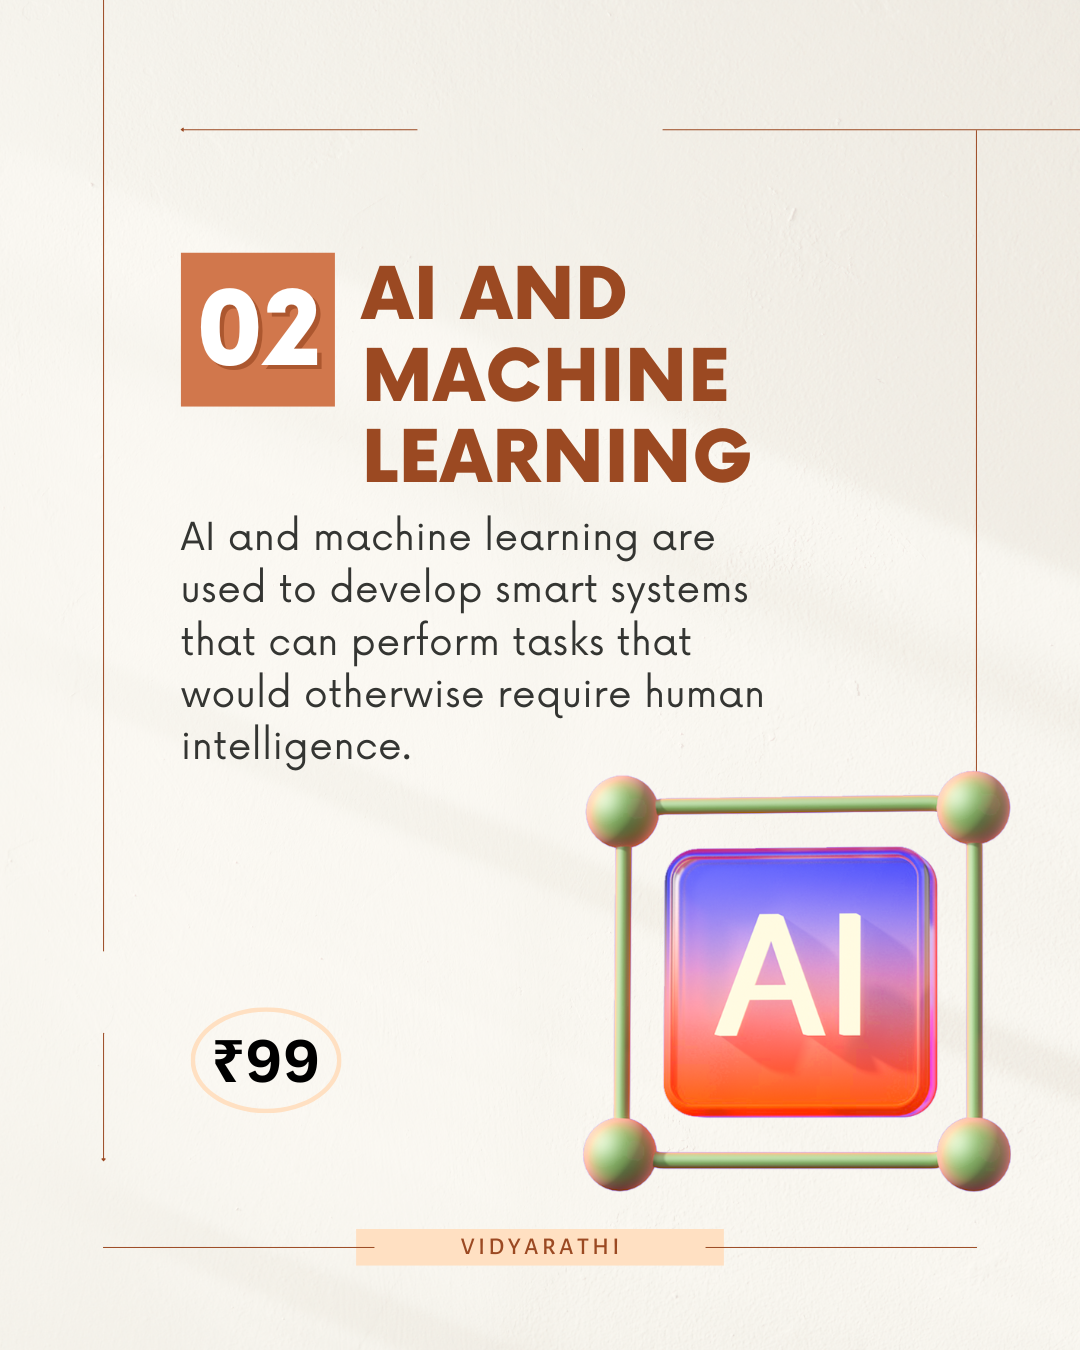 02
AI AND
MACHINE
LEARNING
AI and machine learning are
used to develop smart systems
that can perform tasks that
would otherwise require human
intelligence.
AI
₹99
VIDYARATHI